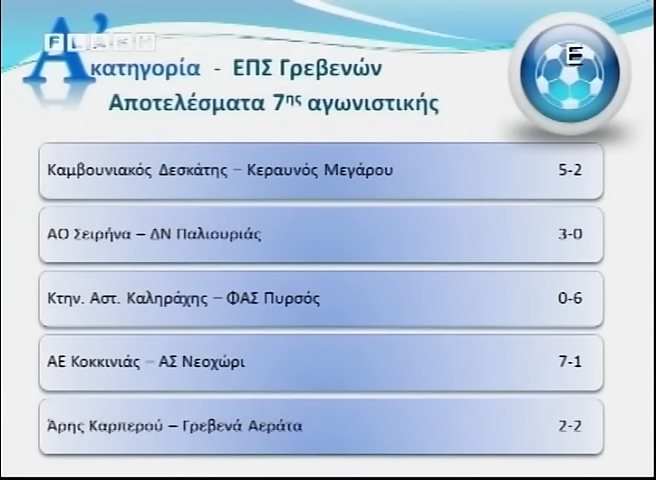 FLASH
Α΄ κατηγορία - ΕΠΣ Γρεβενών
Αποτελέσματα 7ης αγωνιστικής
Ε
Καμβουνιακός Δεσκάτης – Κεραυνός Μεγάρου 5-2
ΑΟ Σειρήνα – ΔΝ Παλιουριάς 3-0
Κτην. Αστ. Καληράχης – ΦΑΣ Πυρσός 0-6
ΑΕ Κοκκινιάς – ΑΣ Νεοχώρι 7-1
Άρης Καρπερού – Γρεβενά Αεράτα 2-2